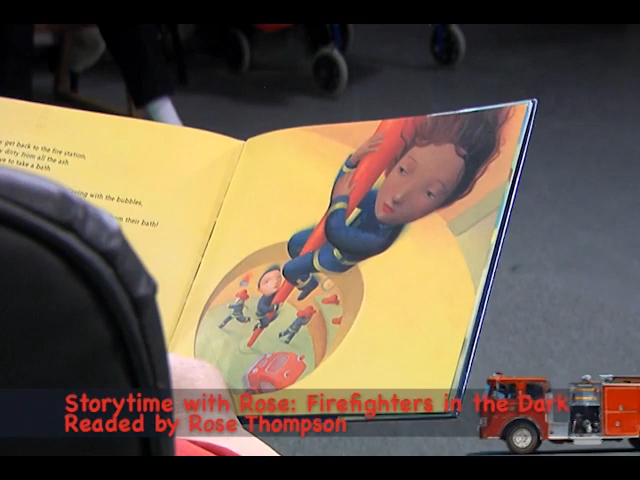 get back to the fire station,
dirty from all the ash
to take a bath
with the bubbles,
their bath!
Storytime with Rose: Firefighters in the Dark
Readed by Rose Thompson